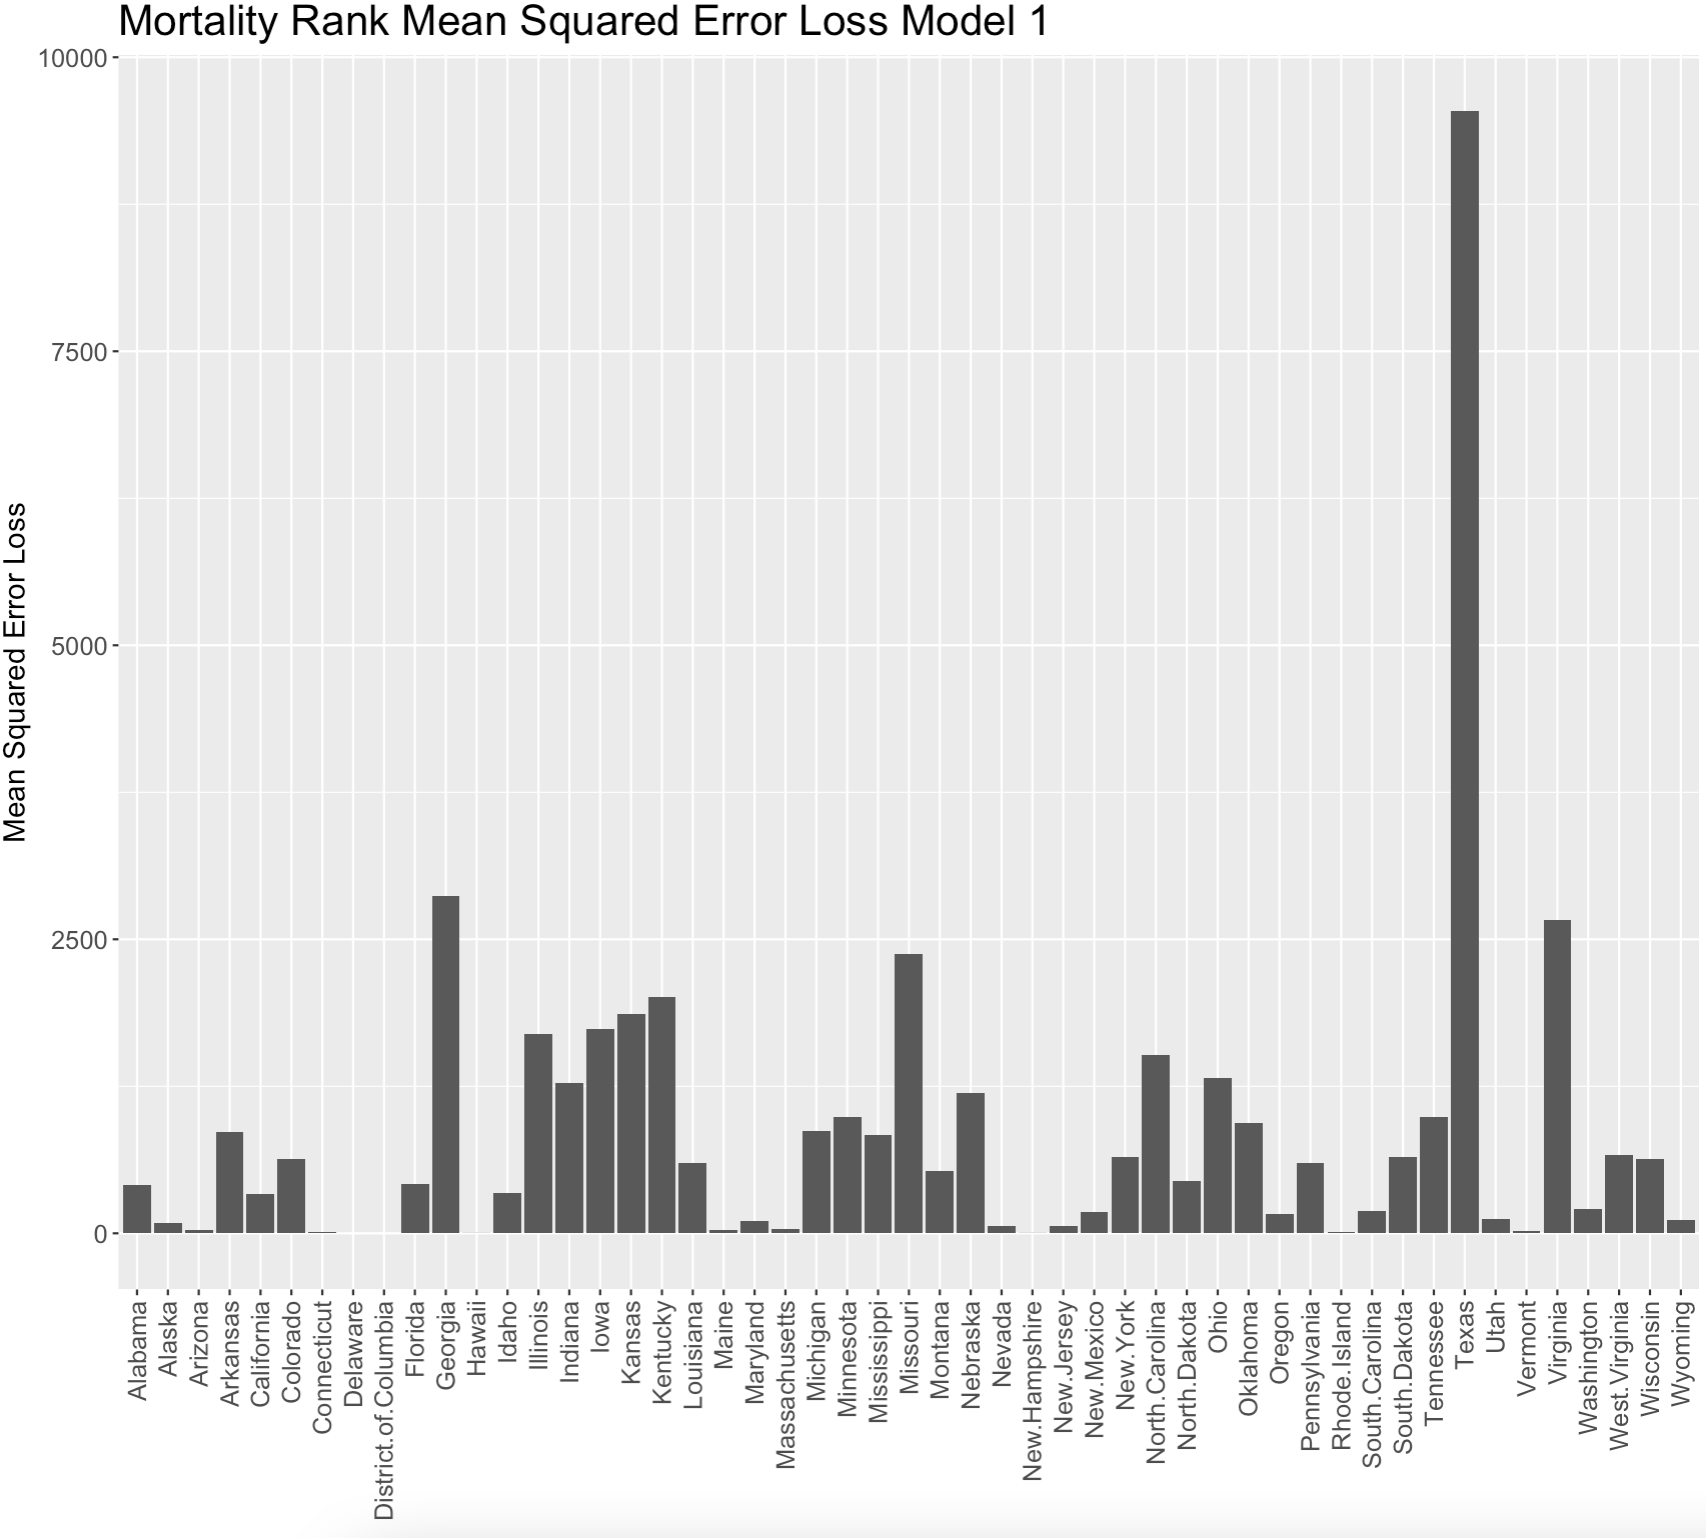 Mortality Rank Mean Squared Error Loss Model 1
Mean Squared Error Loss
10000
7500
5000
2500
0
Alabama
Alaska
Arizona
Arkansas
California
Colorado
Connecticut
Delaware
District.of.Columbia
Florida
Georgia
Hawaii
Idaho
Illinois
Indiana
Iowa
Kansas
Kentucky
Louisiana
Maine
Maryland
Massachusetts
Michigan
Minnesota
Mississippi
Missouri
Montana
Nebraska
Nevada
New.Hampshire
New.Jersey
New.Mexico
New.York
North.Carolina
North.Dakota
Ohio
Oklahoma
Oregon
Pennsylvania
Rhode.Island
South.Carolina
South.Dakota
Tennessee
Texas
Utah
Vermont
Virginia
Washington
West.Virginia
Wisconsin
Wyoming